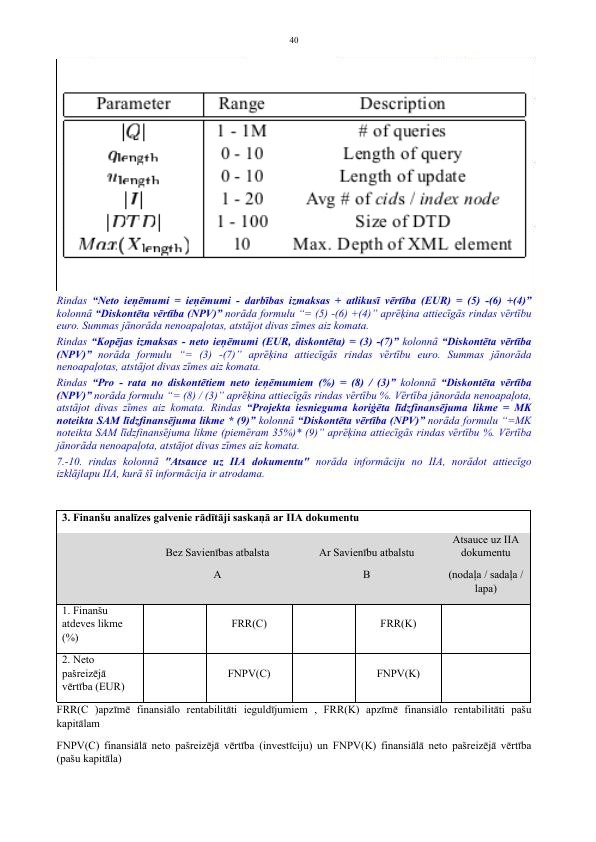 40
Parameter Range Description
|Q| 1 - 1M # of queries
qlength 0 - 10 Length of query
ulength 0 - 10 Length of update
|I| 1 - 20 Avg # of cids / index node
|DTD| 1 - 100 Size of DTD
Max(Xlength) 10 Max. Depth of XML element
Rindas “Neto ieņēmumi = ieņēmumi - darbības izmaksas + atlikusī vērtība (EUR) = (5) -(6) +(4)”
kolonnā “Diskontēta vērtība (NPV)” norāda formulu “= (5) -(6) +(4)” aprēķina attiecīgās rindas vērtību
euro. Summas jānorāda nenoapaļotas, atstājot divas zīmes aiz komata.
Rindas “Kopējas izmaksas - neto ieņēmumi (EUR, diskontēta) = (3) -(7)” kolonnā “Diskontēta vērtība
(NPV)” norāda formulu “= (3) -(7)” aprēķina attiecīgās rindas vērtību euro. Summas jānorāda
nenoapaļotas, atstājot divas zīmes aiz komata.
Rindas “Pro - rata no diskontētiem neto ieņēmumiem (%) = (8) / (3)” kolonnā “Diskontēta vērtība
(NPV)” norāda formulu “= (8) / (3)” aprēķina attiecīgās rindas vērtību %. Vērtība jānorāda nenoapaļota,
atstājot divas zīmes aiz komata. Rindas “Projekta iesnieguma koriģēta līdzfinansējuma likme = MK
noteikta SAM līdzfinansējuma likme * (9)” kolonnā “Diskontēta vērtība (NPV)” norāda formulu “=MK
noteikta SAM līdzfinansējuma likme (piemēram 35%)* (9)” aprēķina attiecīgās rindas vērtību %. Vērtība
jānorāda nenoapaļota, atstājot divas zīmes aiz komata.
7.-10. rindas kolonnā "Atsauce uz IIA dokumentu" norāda informāciju no IIA, norādot attiecīgo
izklājlapu IIA, kurā šī informācija ir atrodama.
3. Finanšu analīzes galvenie rādītāji saskaņā ar IIA dokumentu
Bez Savienības atbalsta Ar Savienību atbalstu Atsauce uz IIA
dokumentu
A B (nodaļa / sadaļa /
lapa)
1. Finanšu
atdeves likme
(%) FRR(C) FRR(K)
2. Neto
pašreizējā
vērtība (EUR) FNPV(C) FNPV(K)
FRR(C )apzīmē finansiālo rentabilitāti ieguldījumiem , FRR(K) apzīmē finansiālo rentabilitāti pašu
kapitālam
FNPV(C) finansiālā neto pašreizējā vērtība (investīciju) un FNPV(K) finansiālā neto pašreizējā vērtība
(pašu kapitāla)